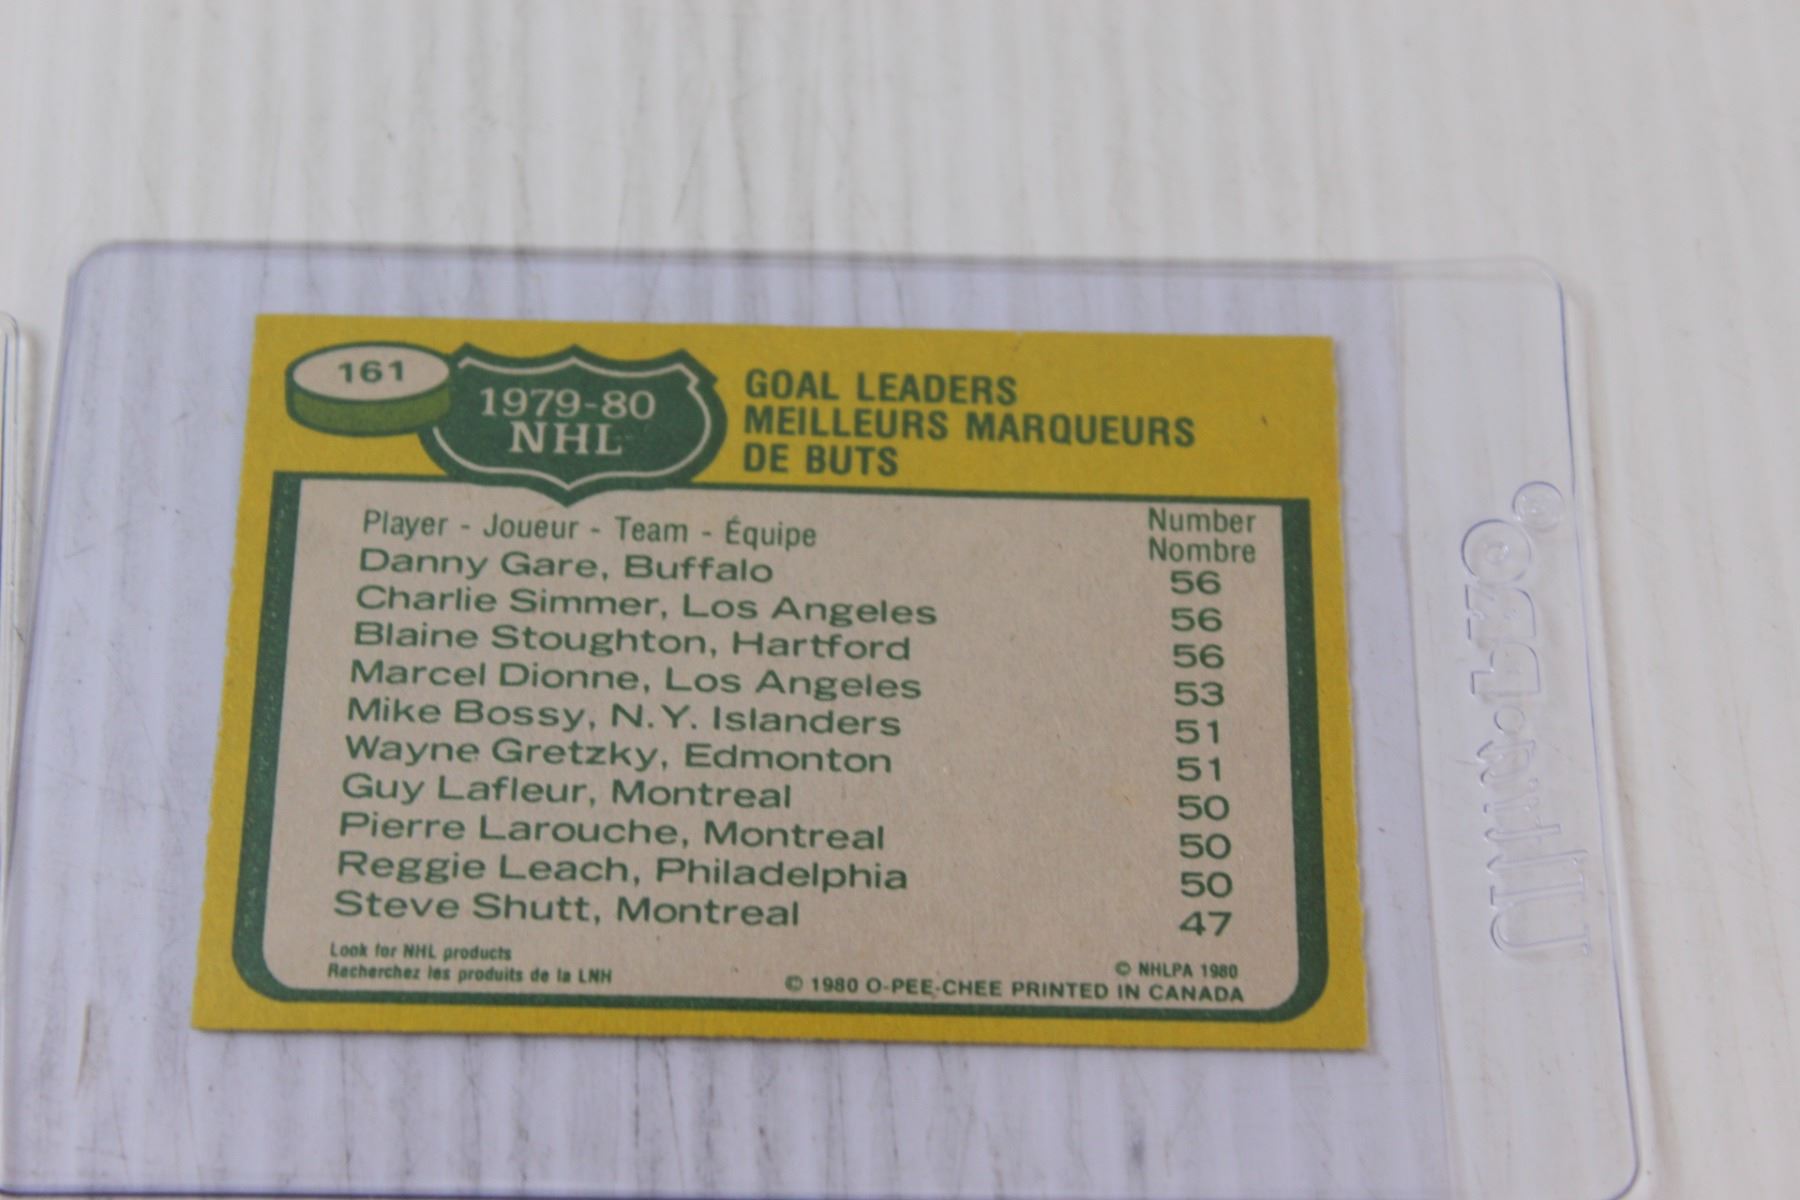 161
1979-80
NHL
GOAL LEADERS
MEILLEURS MARQUEURS
DE BUTS
Player - Joueur - Team - Équipe
Number
Nombre
Danny Gare, Buffalo 56
Charlie Simmer, Los Angeles 56
Blaine Stoughton, Hartford 56
Marcel Dionne, Los Angeles 53
Mike Bossy, N.Y. Islanders 51
Wayne Gretzky, Edmonton 51
Guy Lafleur, Montreal 50
Pierre Larouche, Montreal 50
Reggie Leach, Philadelphia 50
Steve Shutt, Montreal 47
Look for NHL products
Recherchez les produits de la LNH
© NHLPA 1980
© 1980 O-PEE-CHEE PRINTED IN CANADA
ultra·PRO®